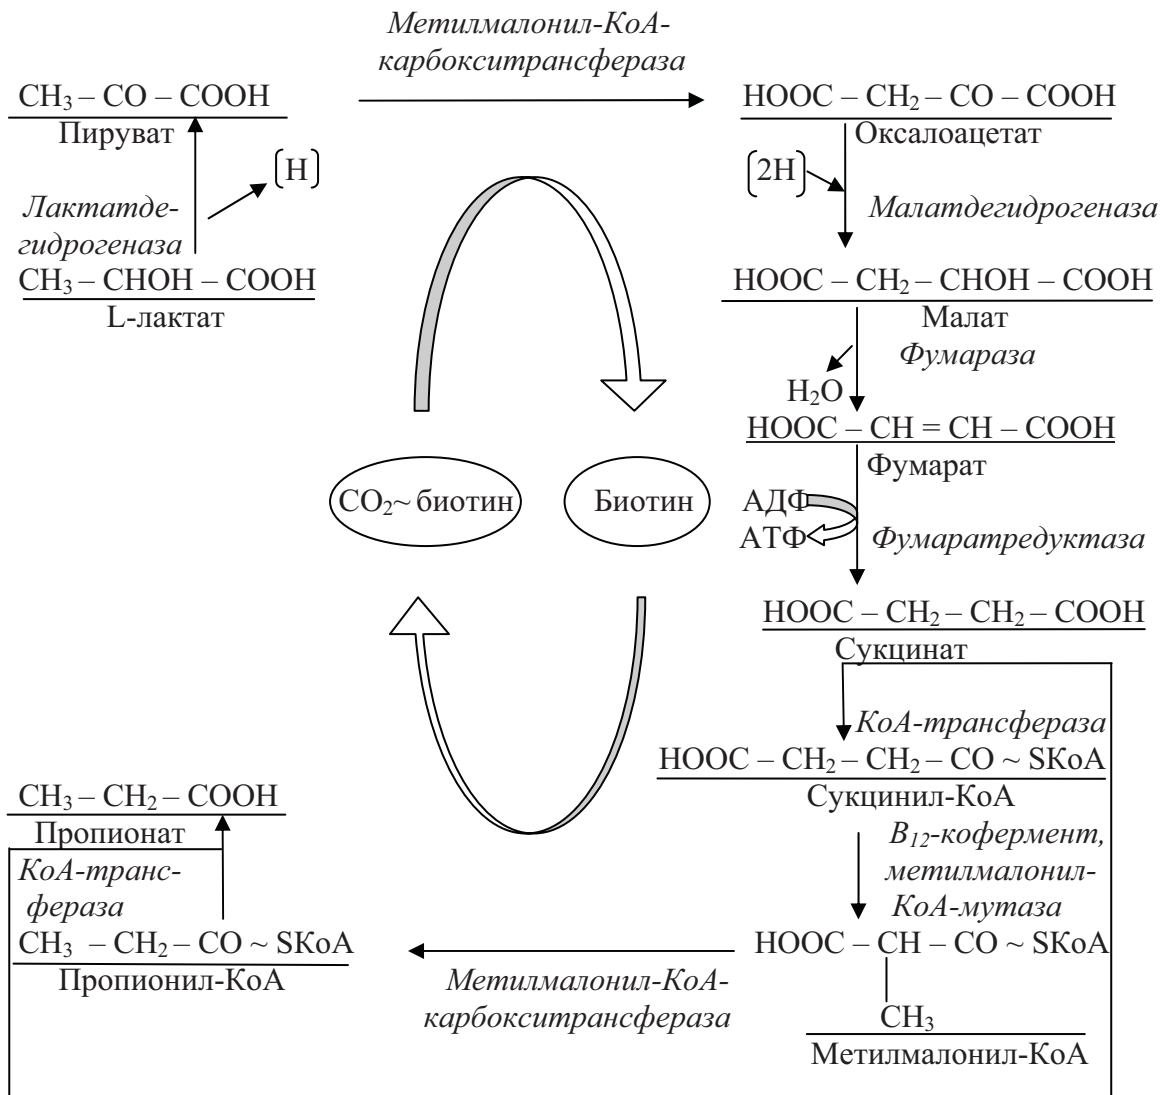 Метилмалонил-КоА-
карбокситрансфераза
CH₃ – CO – COOH
Пируват
HOOC – CH₂ – CO – COOH
Оксалоацетат
[H]
[2H]
Лактатде-
гидрогеназа
Малатдегидрогеназа
CH₃ – CHOH – COOH
L-лактат
HOOC – CH₂ – CHOH – COOH
Малат
Фумараза
H₂O
HOOC – CH = CH – COOH
Фумарат
CO₂~ биотин
Биотин
АДФ
АТФ
Фумаратредуктаза
HOOC – CH₂ – CH₂ – COOH
Сукцинат
КоА-трансфераза
HOOC – CH₂ – CH₂ – CO ~ SКоА
Сукцинил-КоА
CH₃ – CH₂ – COOH
Пропионат
В₁₂-кофермент,
метилмалонил-
КоА-мутаза
КоА-транс-
фераза
CH₃ – CH₂ – CO ~ SКоА
Пропионил-КоА
HOOC – CH – CO ~ SКоА
Метилмалонил-КоА-
карбокситрансфераза
CH₃
Метилмалонил-КоА